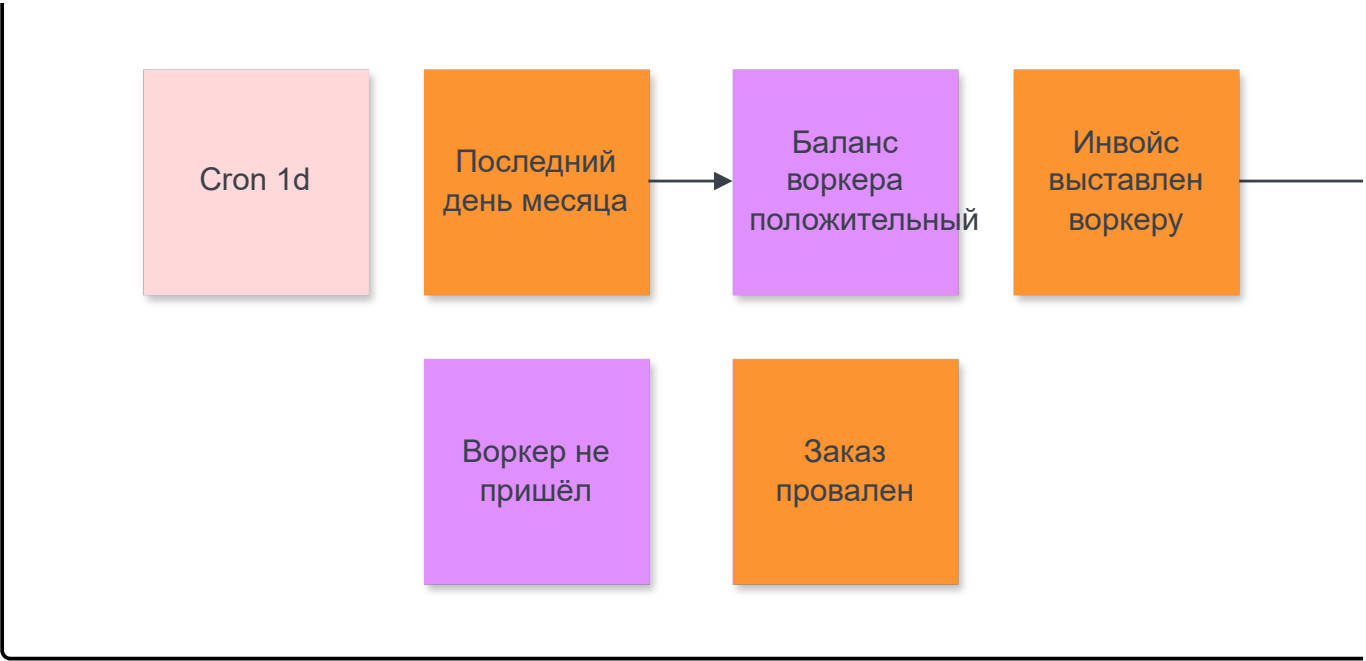 Cron 1d
Последний
день месяца
Баланс
воркера
положительный
Инвойс
выставлен
воркеру
Воркер не
пришёл
Заказ
провален